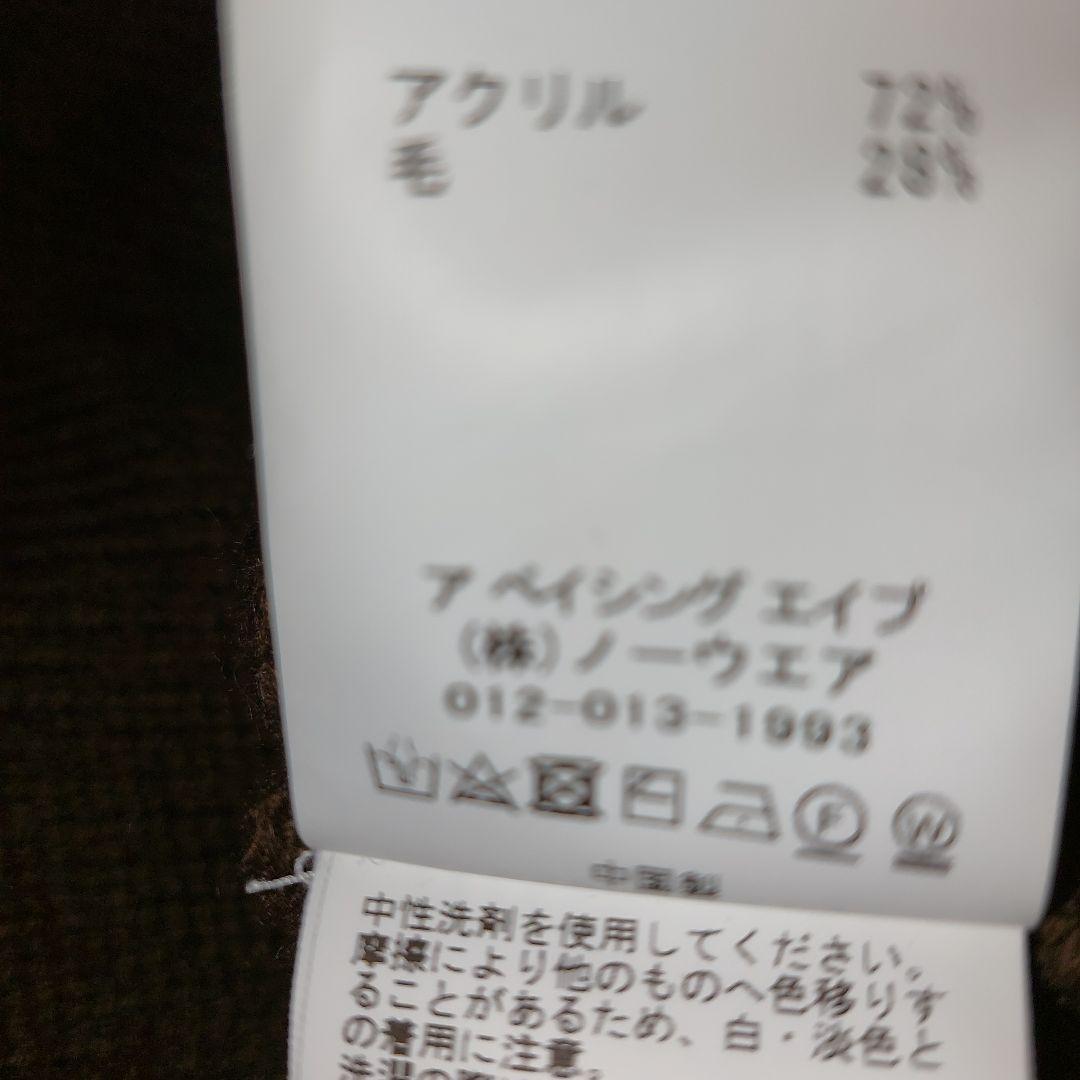 アクリル 72%
毛 28%
ア ベイシング エイプ
(株)ノーウエア
012-013-1993
中国製
中性洗剤を使用してください。
摩擦により他のものへ色移りす
ることがあるため、白・淡色と
の着用に注意。